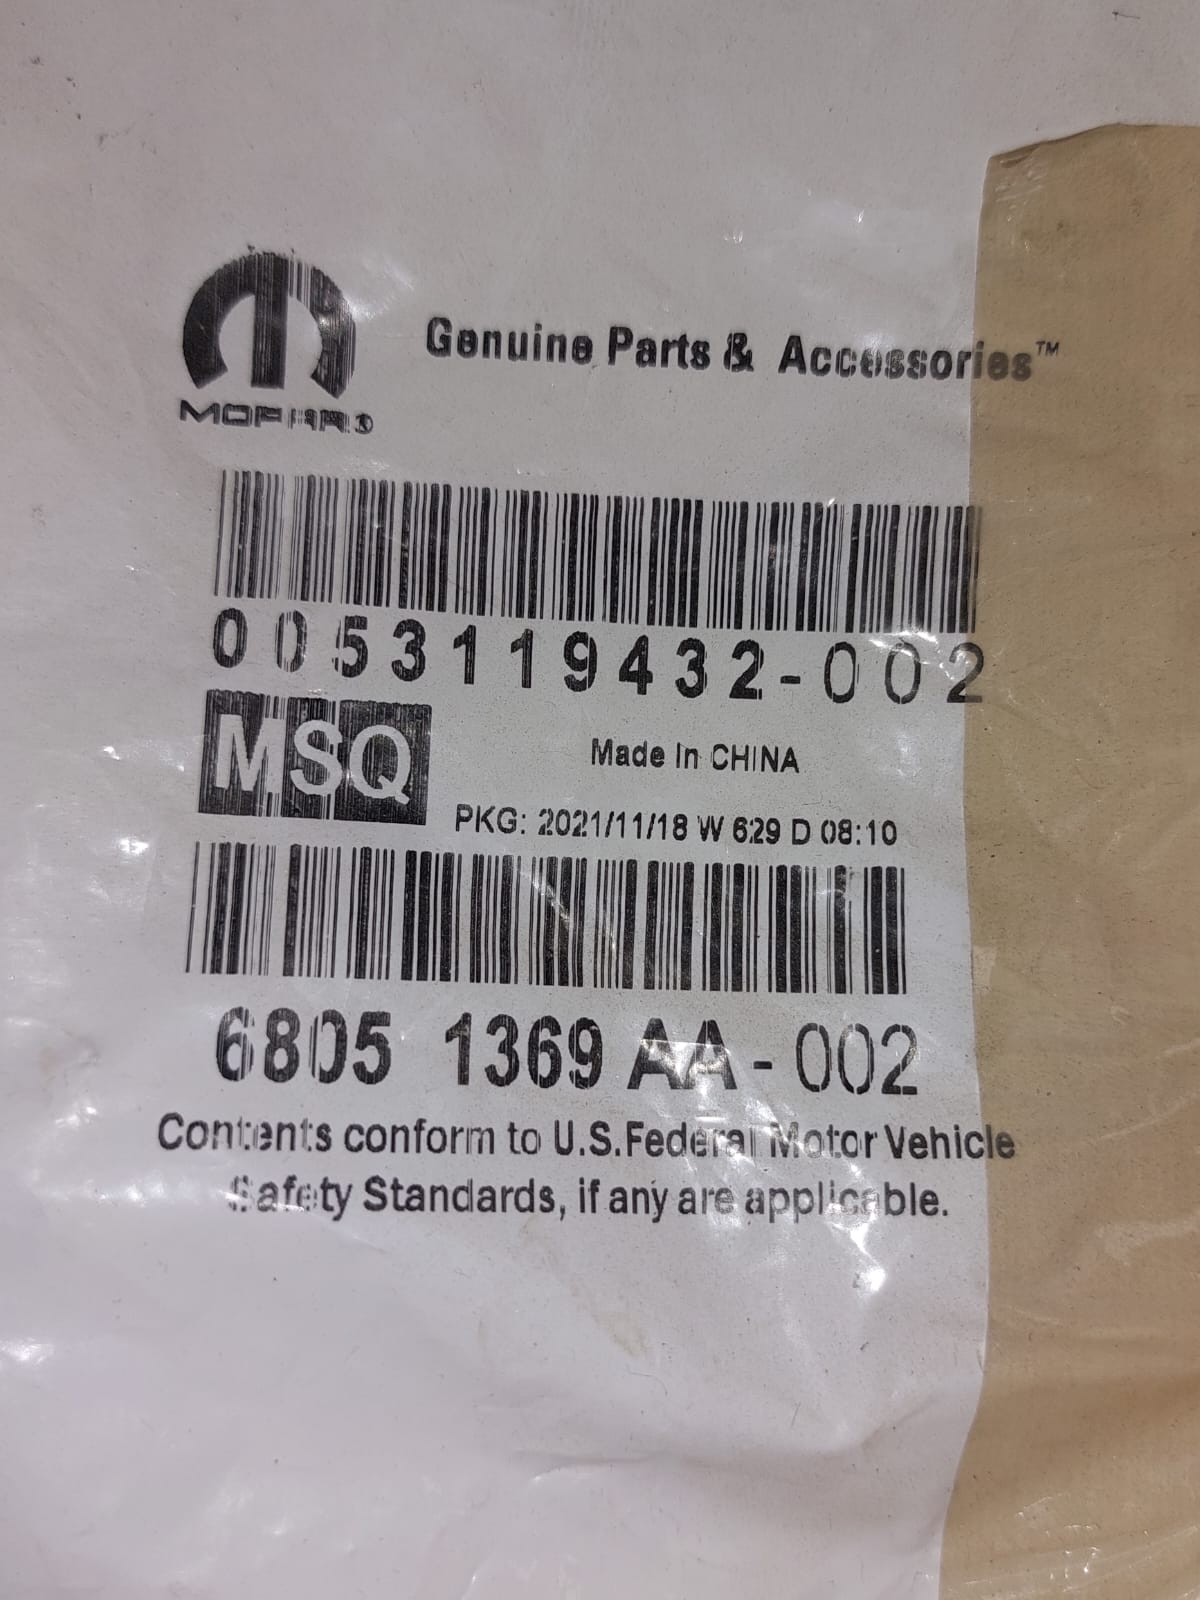 MOPAR®
Genuine Parts & Accessories™
0053119432-002
MSQ
Made In CHINA
PKG: 2021/11/18 W 629 D 08:10
6805 1369 AA-002
Contents conform to U.S.Federal Motor Vehicle
Safety Standards, if any are applicable.